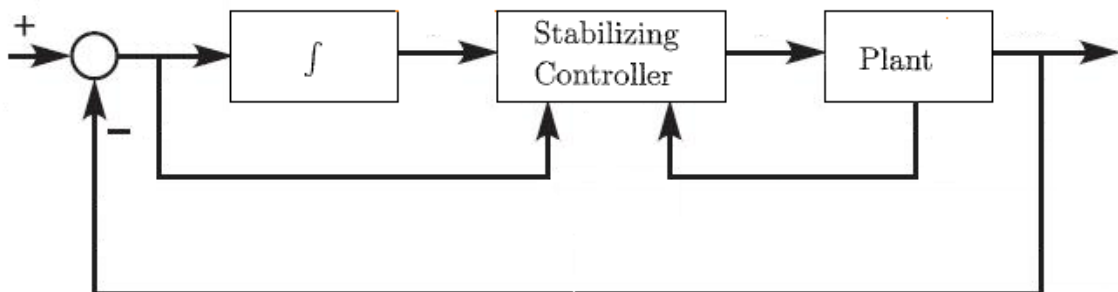 +
∫
Stabilizing
Controller
Plant
−